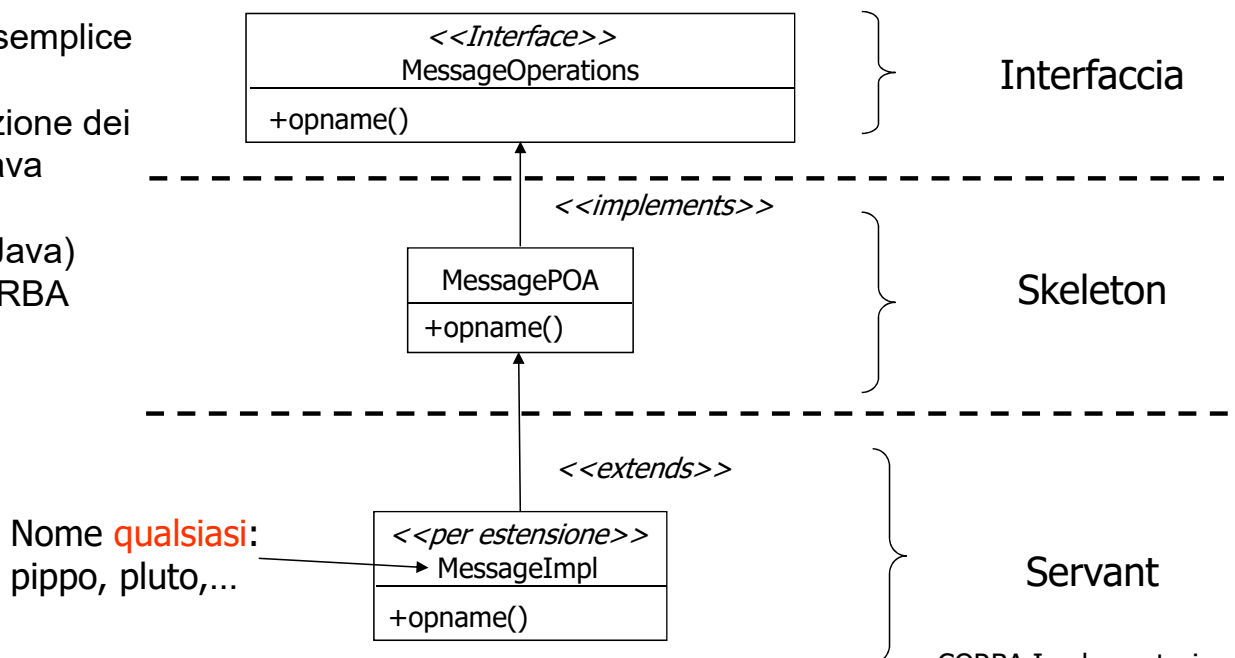 semplice
<<Interface>>
MessageOperations
Interfaccia
+opname()
zione dei
ava
<<implements>>
Java)
RBA
MessagePOA
+opname()
Skeleton
<<extends>>
Nome qualsiasi:
pippo, pluto,...
<<per estensione>>
MessageImpl
+opname()
Servant